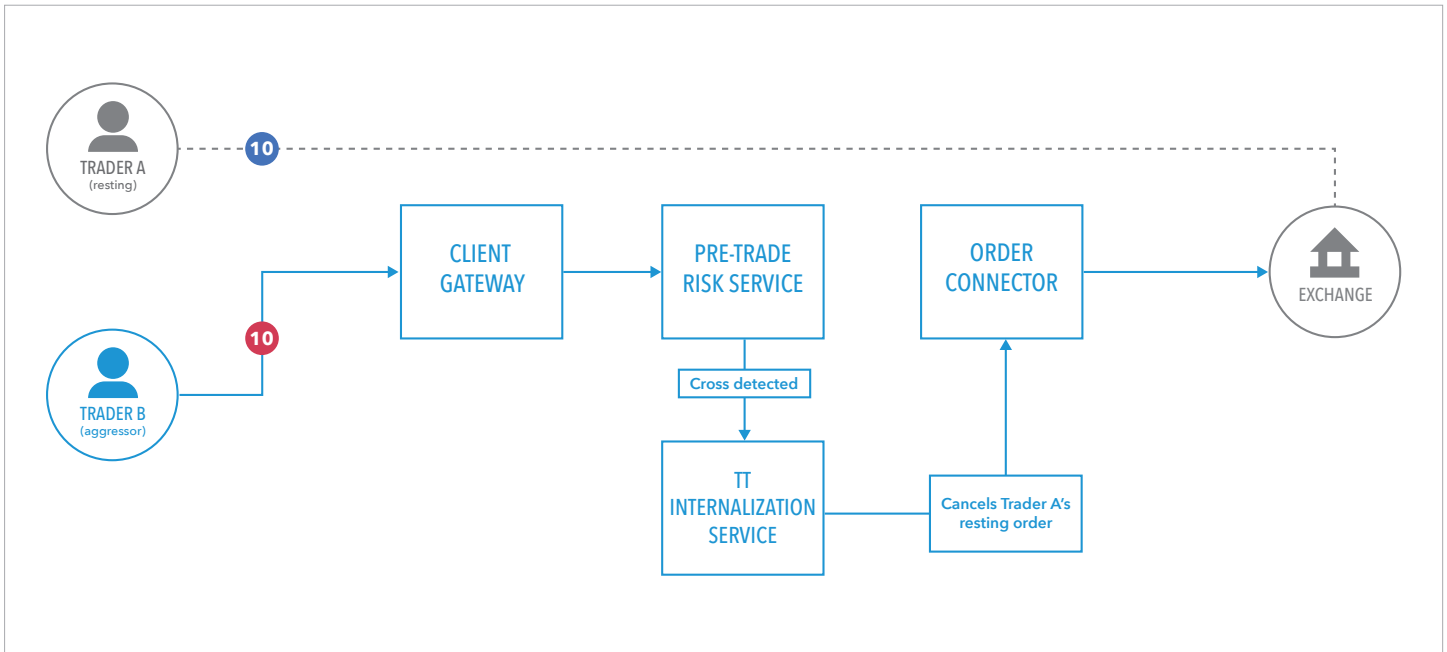 10
TRADER A
(resting)
CLIENT
GATEWAY
PRE-TRADE
RISK SERVICE
ORDER
CONNECTOR
EXCHANGE
10
TRADER B
(aggressor)
Cross detected
TT
INTERNALIZATION
SERVICE
Cancels Trader A’s
resting order